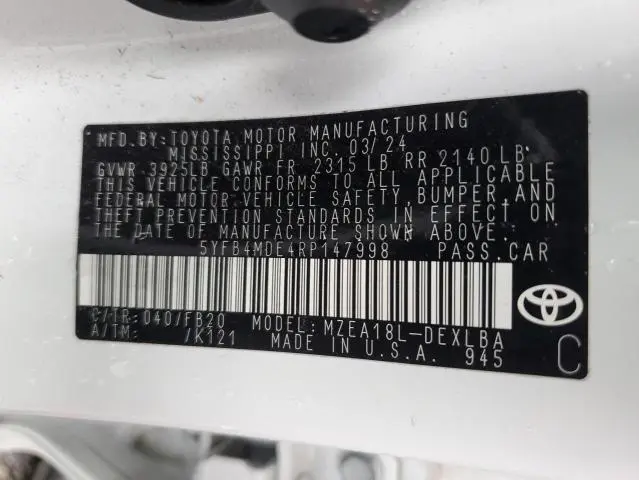 MFD.BY:TOYOTA MOTOR MANUFACTURING
MISSISSIPPI INC. 03/24
GVWR 3925LB GAWR FR 2315 LB RR 2140 LB
THIS VEHICLE CONFORMS TO ALL APPLICABLE
FEDERAL MOTOR VEHICLE SAFETY, BUMPER, AND
THEFT PREVENTION STANDARDS IN EFFECT ON
THE DATE OF MANUFACTURE SHOWN ABOVE.
5YFB4MDE4RP147998 PASS.CAR
C/TR: 040/FB20 MODEL: MZEA18L-DEXLBA
A/TM: /K121 MADE IN U.S.A. 945
TOYOTA
C